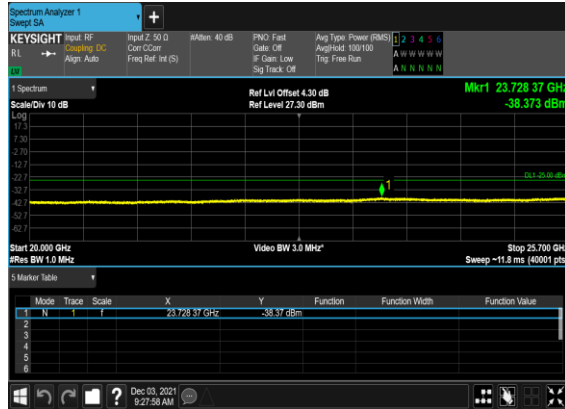 Spectrum Analyzer 1
Swept SA
+
KEYSIGHT Input: RF Input Z: 50 Ω #Atten: 40 dB PNO: Fast Avg Type: Power (RMS) 1 2 3 4 5 6
RL Coupling: DC Corr CCorr Gate: Off Avg|Hold: 100/100 A W W W W W
Align: Auto Freq Ref: Int (S) IF Gain: Low Trig: Free Run
LXI Sig Track: Off A N N N N N
1 Spectrum Ref Lvl Offset 4.30 dB Mkr1 23.728 37 GHz
Scale/Div 10 dB Ref Level 27.30 dBm -38.373 dBm
Log
17.3
7.30
-2.70
-12.7
-22.7 DL1 -25.00 dBm
-32.7 1
-42.7
-52.7
-62.7
Start 20.000 GHz Video BW 3.0 MHz* Stop 25.700 GHz
#Res BW 1.0 MHz Sweep ~11.8 ms (40001 pts)
5 Marker Table
Mode Trace Scale X Y Function Function Width Function Value
1 N 1 f 23.728 37 GHz -38.37 dBm
2
3
4
5
6
? Dec 03, 2021
9:27:58 AM